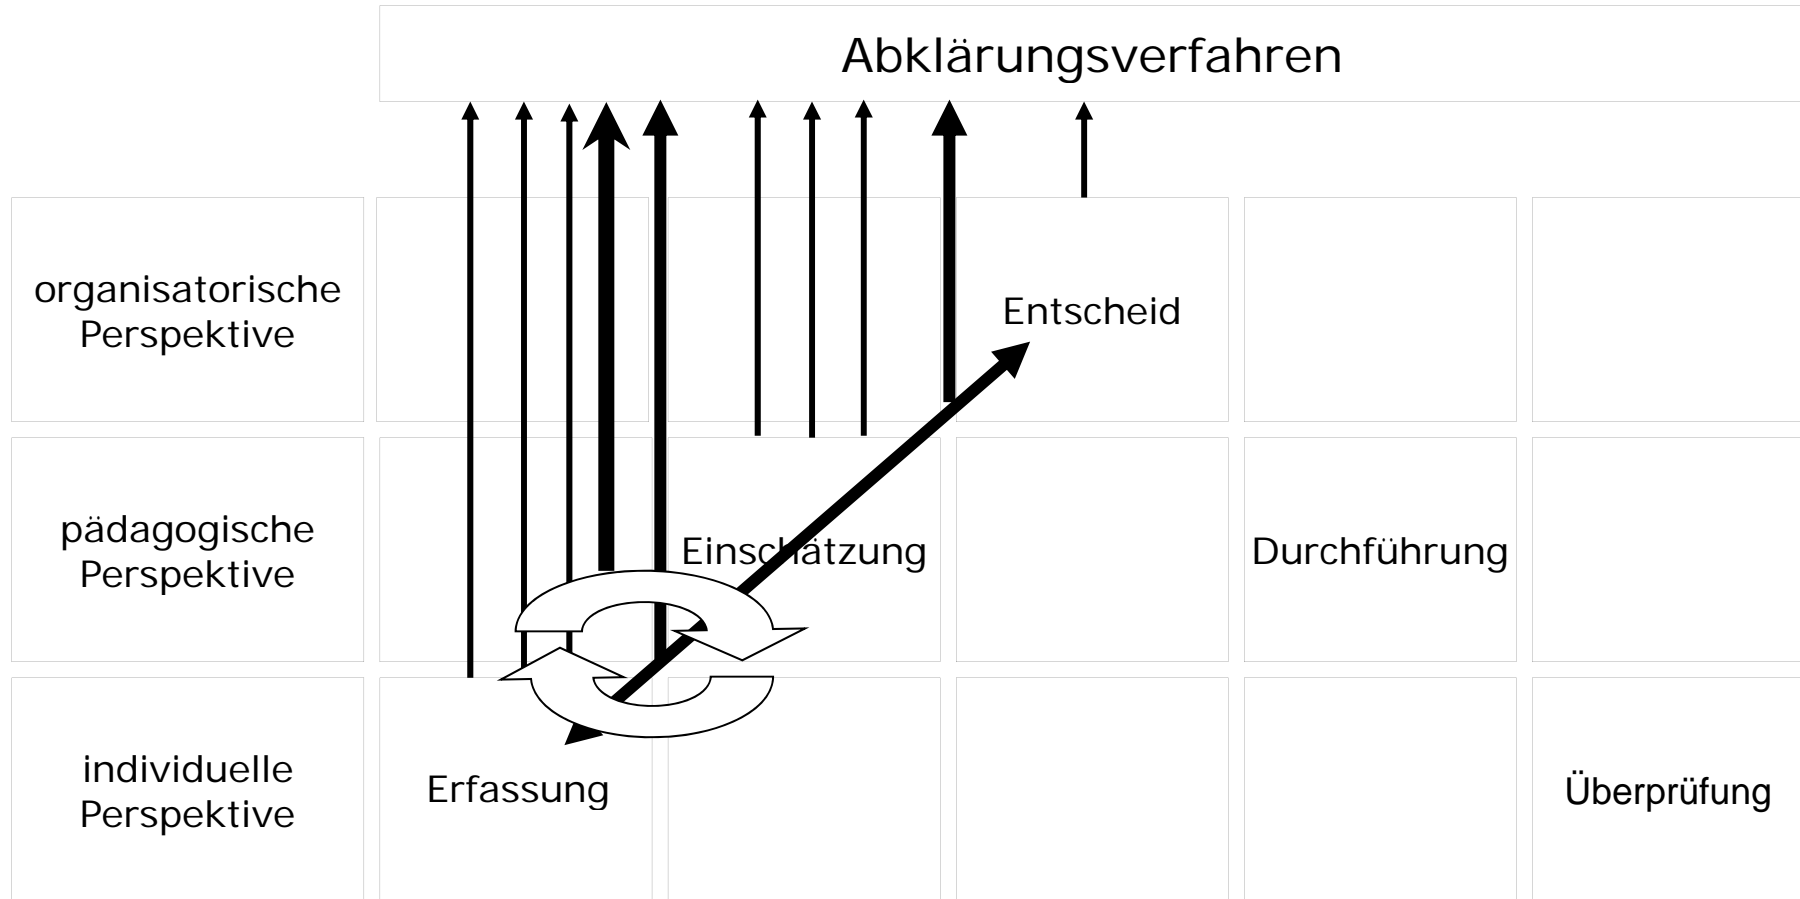 Abklärungsverfahren
organisatorische
Perspektive
Entscheid
pädagogische
Perspektive
Einschätzung
Durchführung
individuelle
Perspektive
Erfassung
Überprüfung